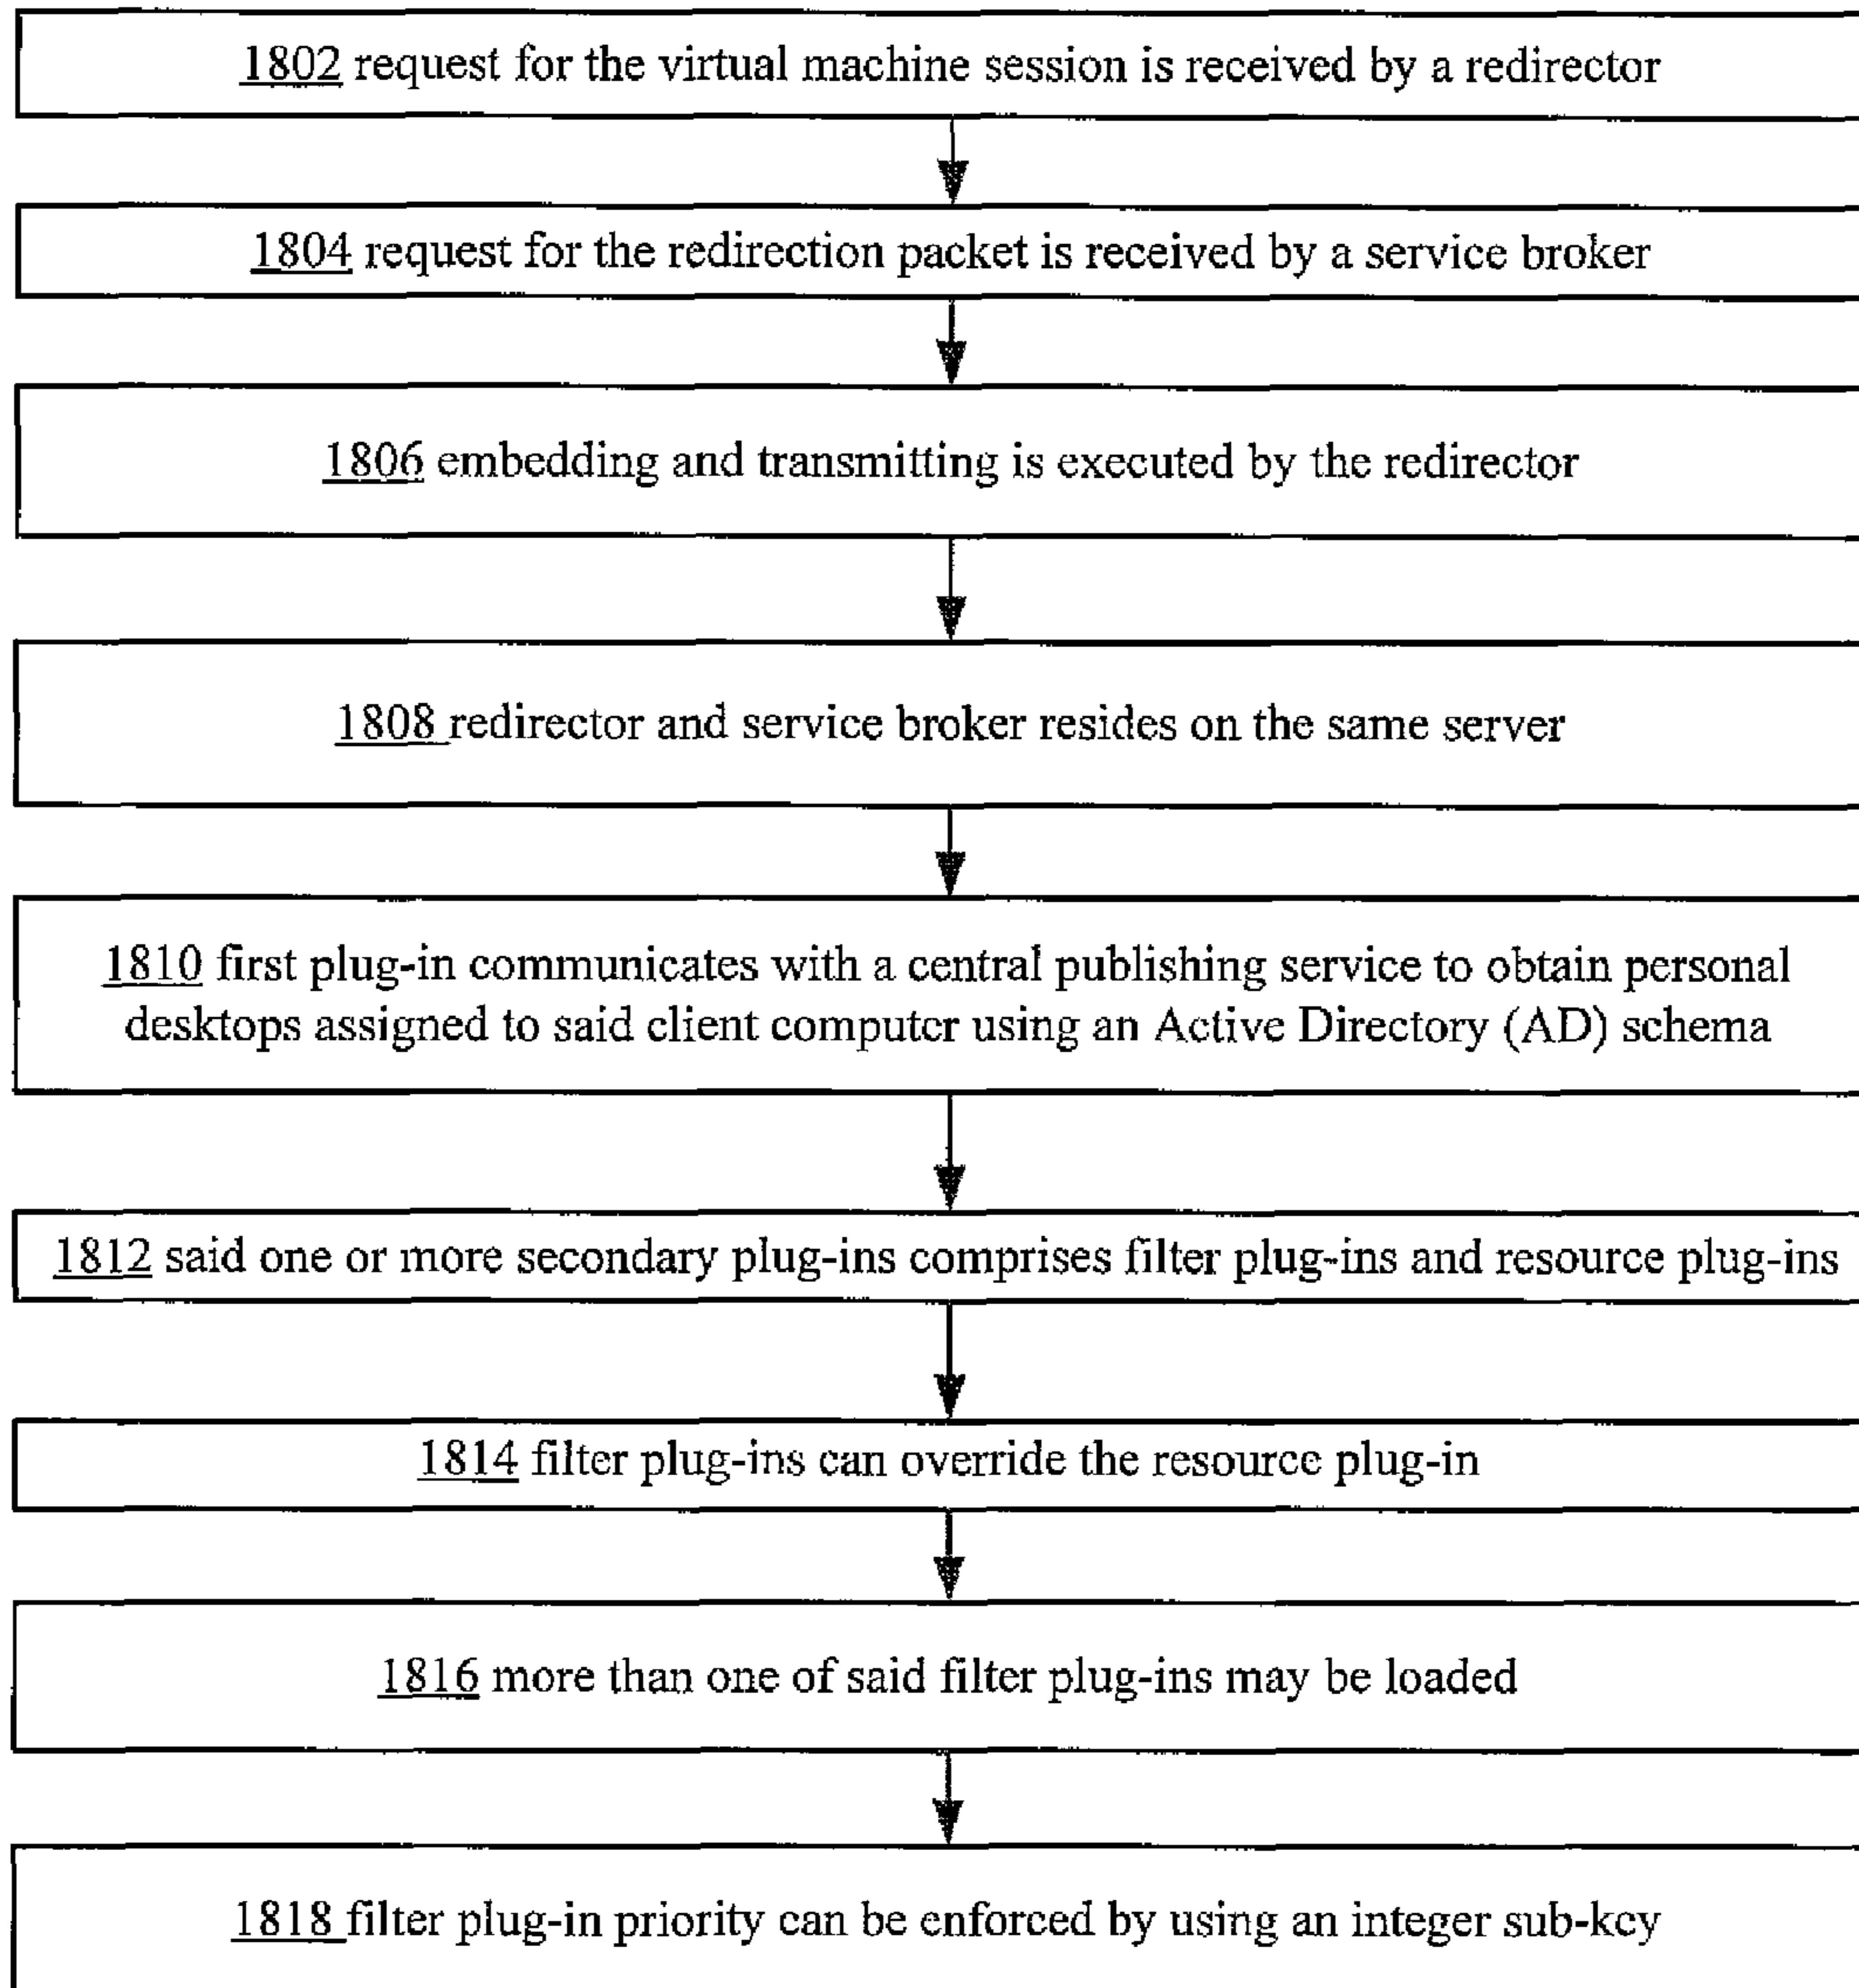 1802 request for the virtual machine session is received by a redirector
1804 request for the redirection packet is received by a service broker
1806 embedding and transmitting is executed by the redirector
1808 redirector and service broker resides on the same server
1810 first plug-in communicates with a central publishing service to obtain personal
desktops assigned to said client computer using an Active Directory (AD) schema
1812 said one or more secondary plug-ins comprises filter plug-ins and resource plug-ins
1814 filter plug-ins can override the resource plug-in
1816 more than one of said filter plug-ins may be loaded
1818 filter plug-in priority can be enforced by using an integer sub-key